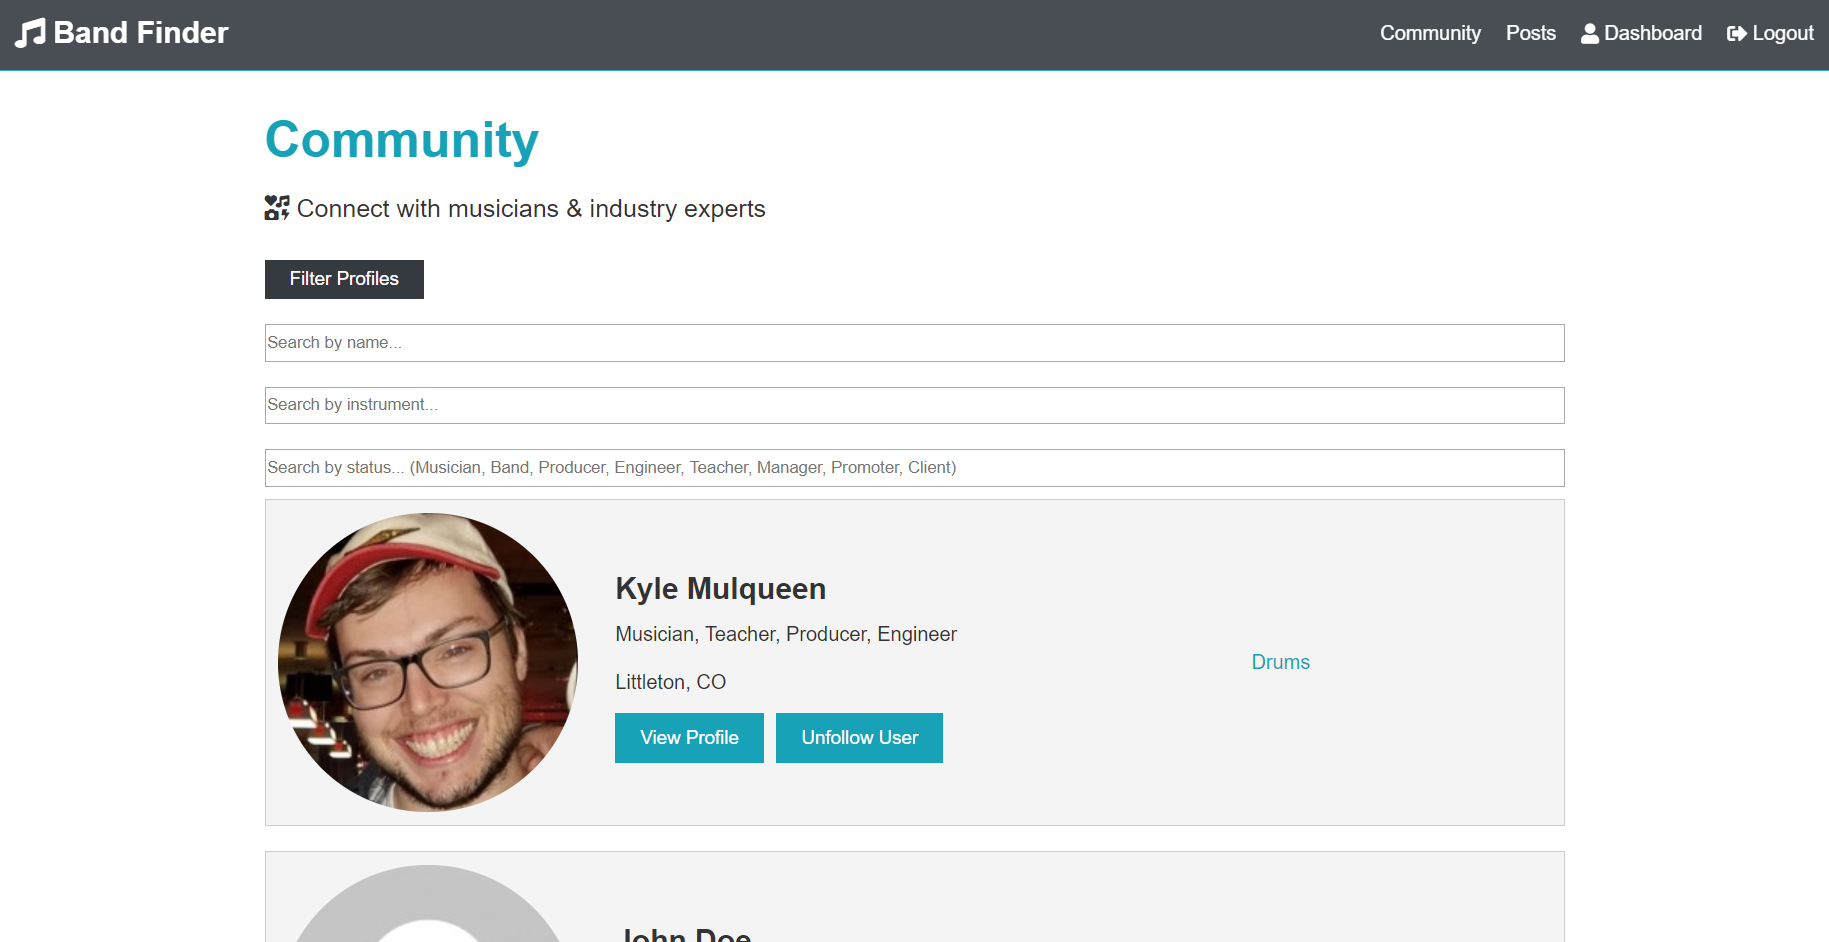 Band Finder
Community Posts Dashboard Logout
Community
Connect with musicians & industry experts
Filter Profiles
Search by name...
Search by instrument...
Search by status... (Musician, Band, Producer, Engineer, Teacher, Manager, Promoter, Client)
Kyle Mulqueen
Musician, Teacher, Producer, Engineer
Drums
Littleton, CO
View Profile Unfollow User
John Doe